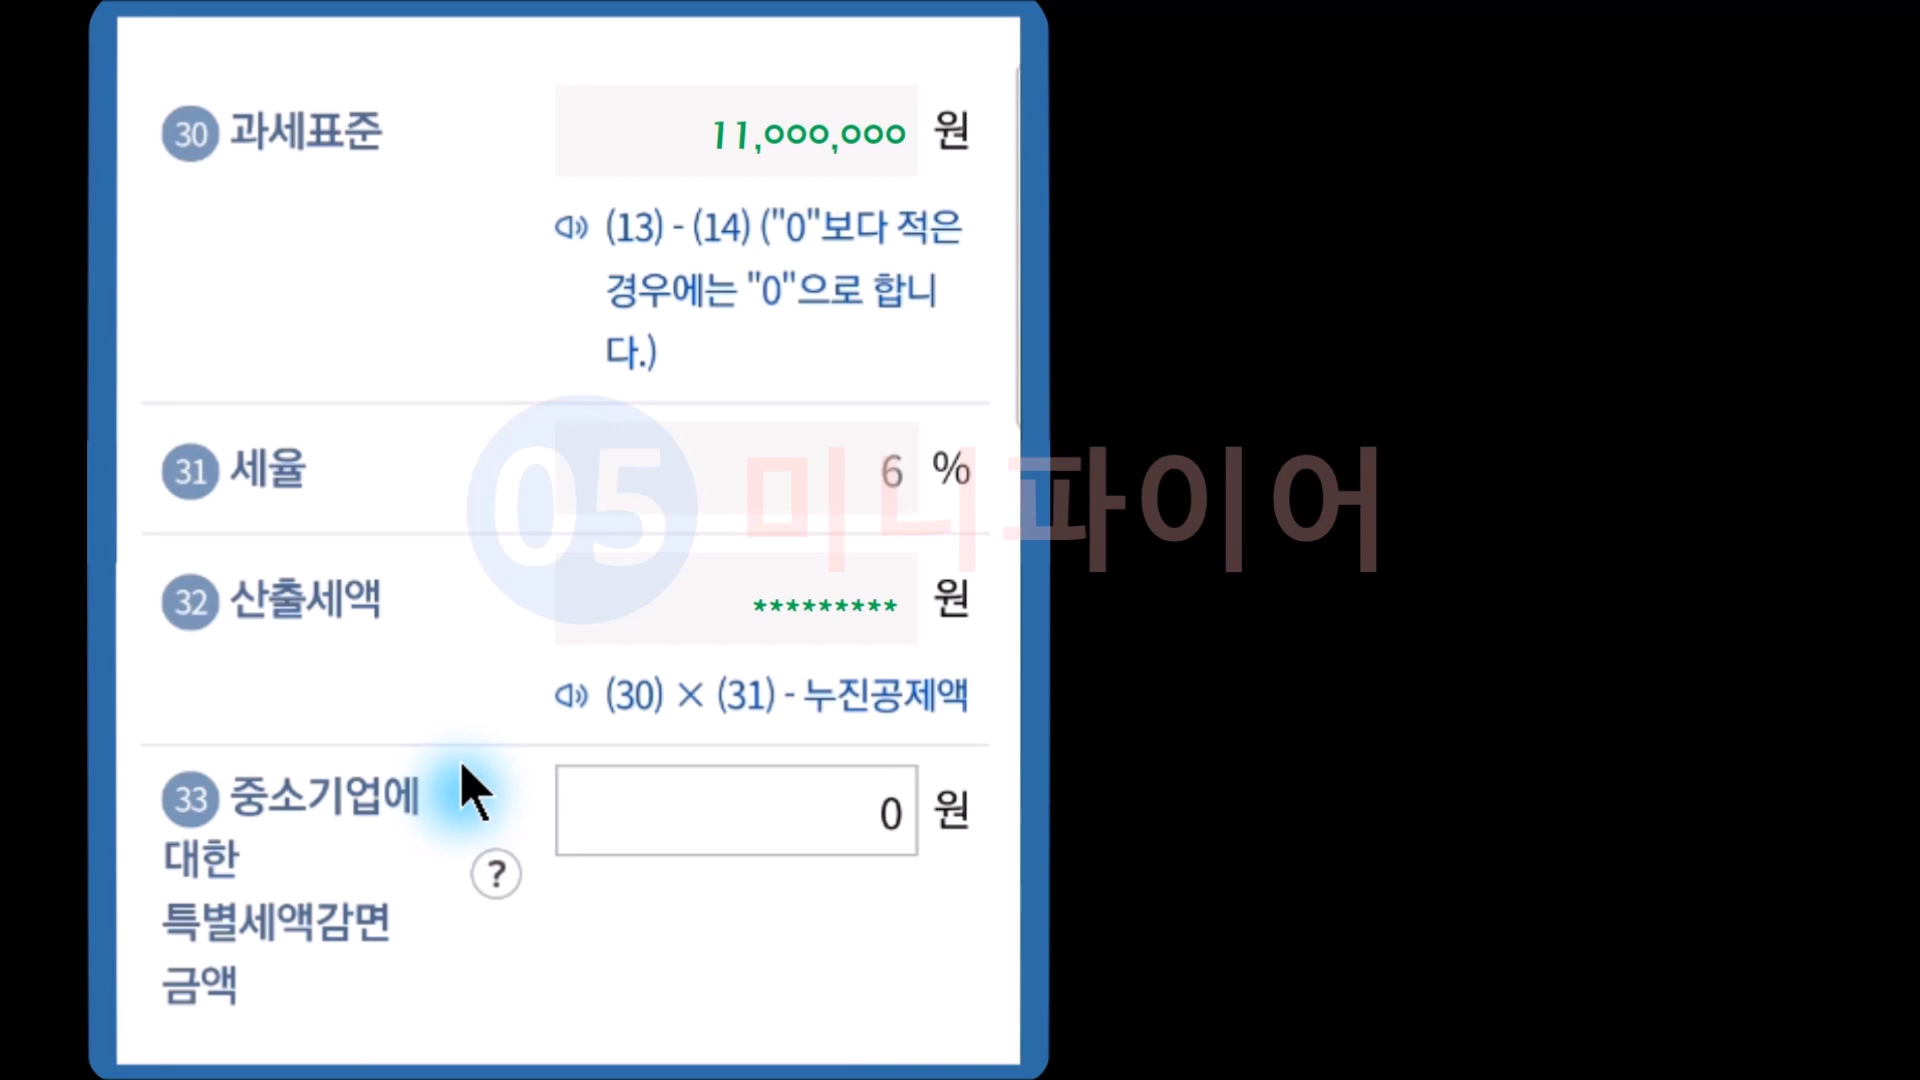 30 과세표준 11,000,000 원
(13) - (14) ("0"보다 적은
경우에는 "0"으로 합니
다.)
31 세율 6 %
05 미니파이어
32 산출세액 ********* 원
(30) × (31) - 누진공제액
33 중소기업에 0 원
대한 ?
특별세액감면
금액